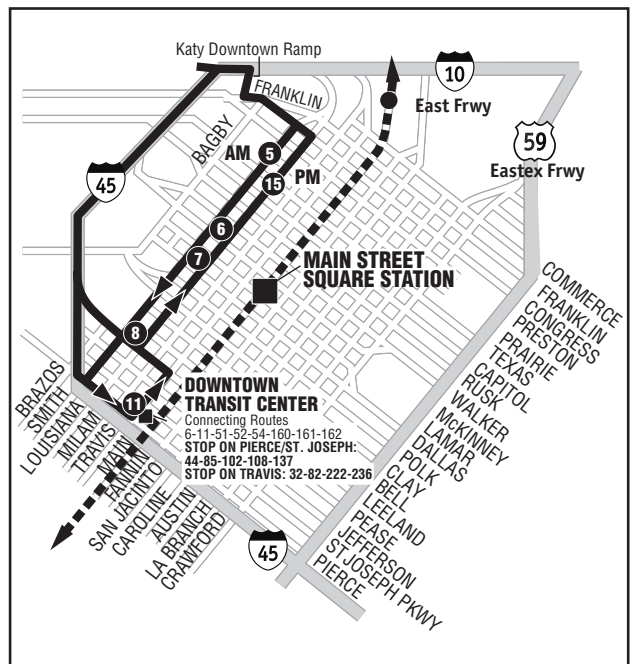 Katy Downtown Ramp
10
East Frwy
FRANKLIN
BAGBY
59
Eastex Frwy
AM
5
15
PM
45
6
7
MAIN STREET
SQUARE STATION
8
11
DOWNTOWN
TRANSIT CENTER
Connecting Routes
6-11-51-52-54-160-161-162
STOP ON PIERCE/ST. JOSEPH:
44-85-102-108-137
STOP ON TRAVIS: 32-82-222-236
BRAZOS
SMITH
LOUISIANA
MILAM
TRAVIS
MAIN
FANNIN
SAN JACINTO
CAROLINE
AUSTIN
LA BRANCH
CRAWFORD
45
COMMERCE
FRANKLIN
CONGRESS
PRESTON
PRAIRIE
TEXAS
CAPITOL
RUSK
WALKER
McKINNEY
LAMAR
DALLAS
POLK
CLAY
BELL
LEELAND
PEASE
JEFFERSON
ST JOSEPH PKWY
PIERCE